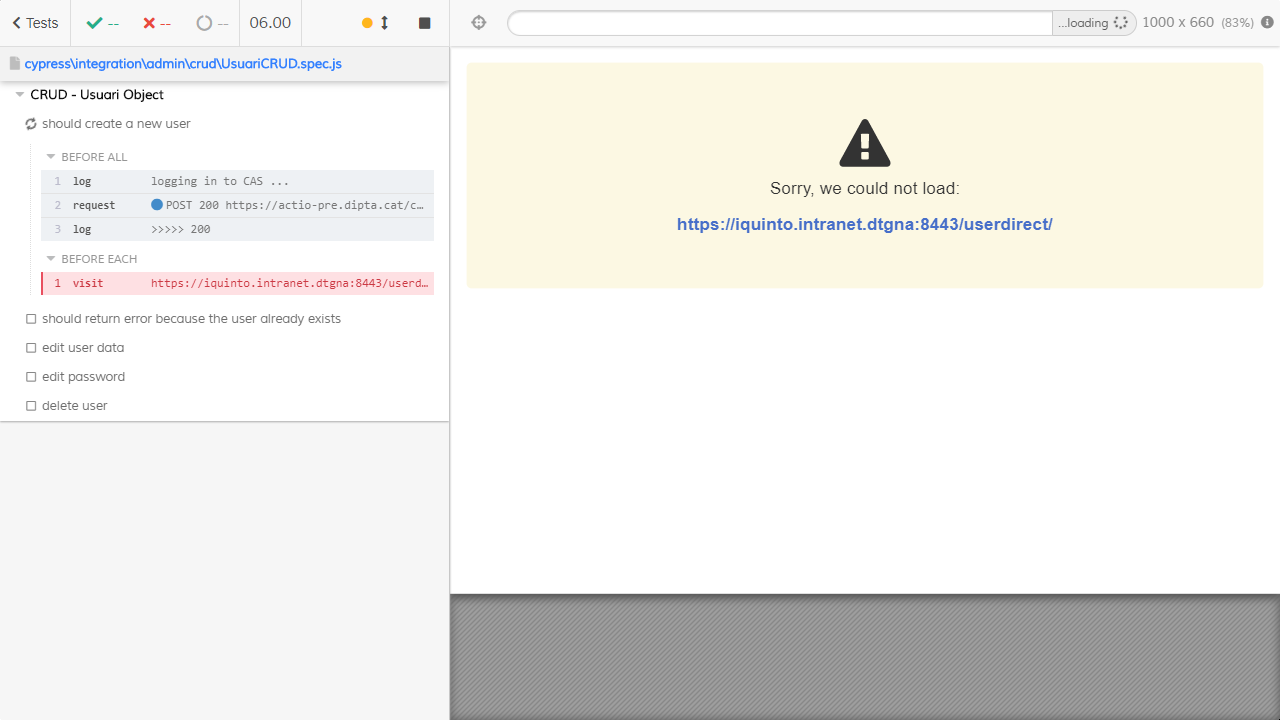 Tests -- -- -- 06.00
...loading 1000 x 660 (83%)
cypress\integration\admin\crud\UsuariCRUD.spec.js
CRUD - Usuari Object
should create a new user
BEFORE ALL
1 log logging in to CAS ...
2 request POST 200 https://actio-pre.dipta.cat/c…
3 log >>>>> 200
BEFORE EACH
1 visit https://iquinto.intranet.dtgna:8443/userd…
should return error because the user already exists
edit user data
edit password
delete user
Sorry, we could not load:
https://iquinto.intranet.dtgna:8443/userdirect/